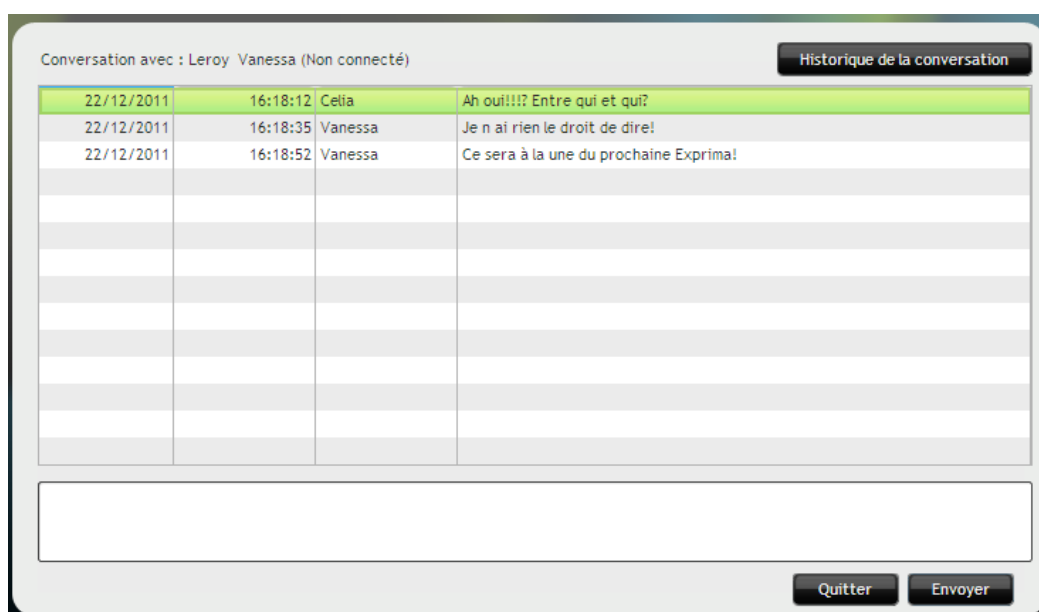 Conversation avec : Leroy Vanessa (Non connecté)
Historique de la conversation
22/12/2011 16:18:12 Celia Ah oui!!!? Entre qui et qui?
22/12/2011 16:18:35 Vanessa Je n ai rien le droit de dire!
22/12/2011 16:18:52 Vanessa Ce sera à la une du prochaine Exprima!
Quitter Envoyer